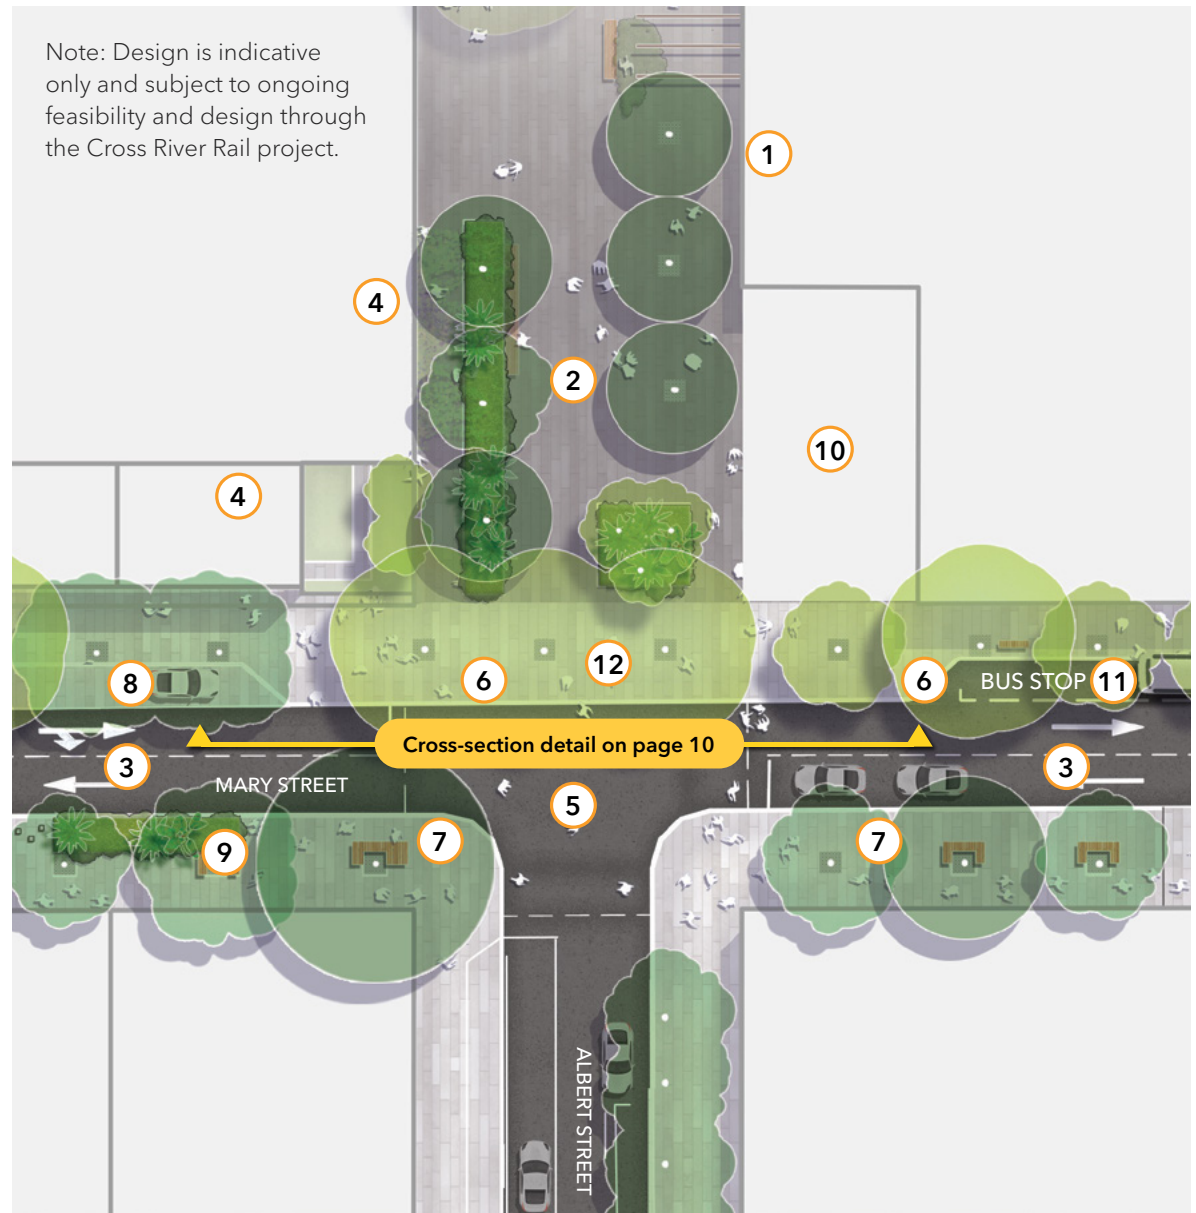 Note: Design is indicative
only and subject to ongoing
feasibility and design through
the Cross River Rail project.
1
4
2
10
4
8
6
12
6
BUS STOP 11
Cross-section detail on page 10
3
3
MARY STREET
5
9
7
7
ALBERT STREET